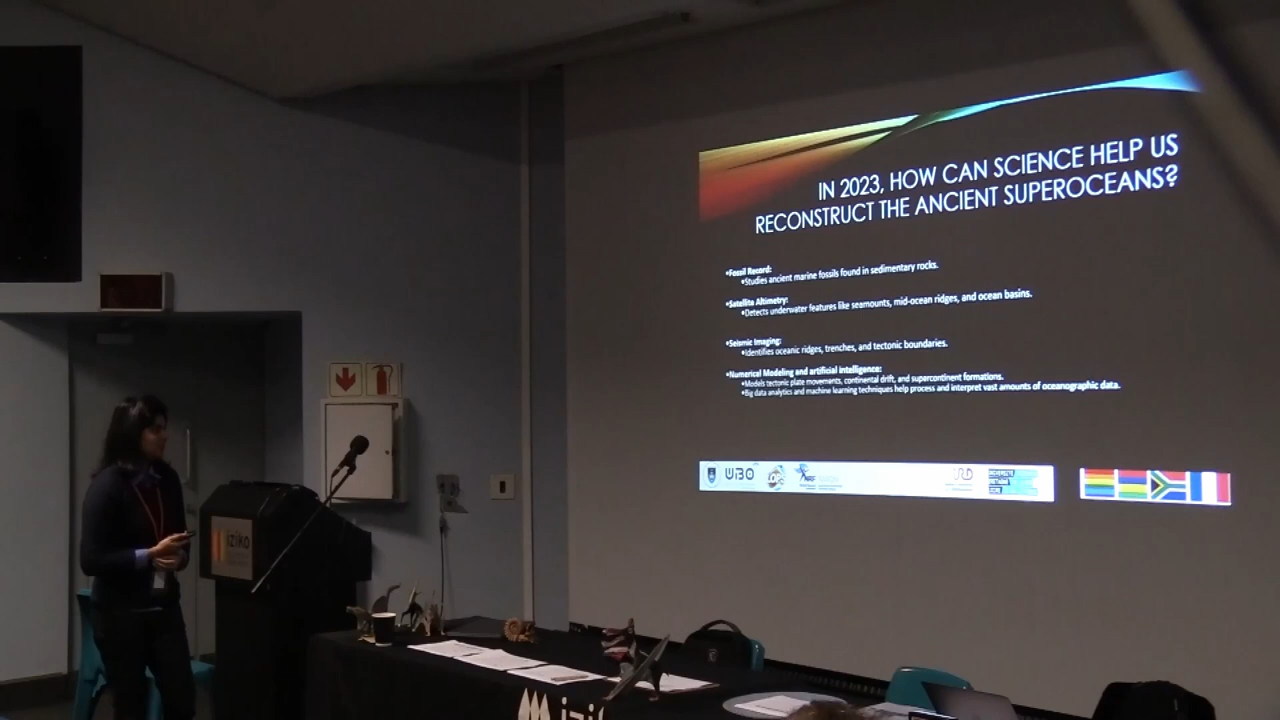 IN 2023, HOW CAN SCIENCE HELP US
RECONSTRUCT THE ANCIENT SUPEROCEANS?
•Fossil Record:
•Studies ancient marine fossils found in sedimentary rocks.
•Satellite Altimetry:
•Detects underwater features like seamounts, mid-ocean ridges, and ocean basins.
•Seismic Imaging:
•Identifies oceanic ridges, trenches, and tectonic boundaries.
•Numerical Modeling and artificial intelligence:
•Models tectonic plate movements, continental drift, and supercontinent formations.
•Big data analytics and machine learning techniques help process and interpret vast amounts of oceanographic data.
UBO
NRF
IRD
iziko
izi